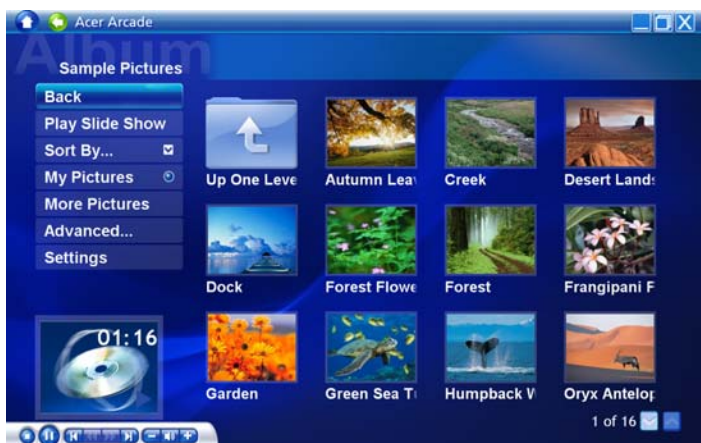 Acer Arcade
Album
Sample Pictures
Back
Play Slide Show
Sort By...
My Pictures
More Pictures
Advanced...
Settings
Up One Leve
Autumn Lea
Creek
Desert Lands
Dock
Forest Flowe
Forest
Frangipani F
Garden
Green Sea T
Humpback W
Oryx Antelop
01:16
1 of 16